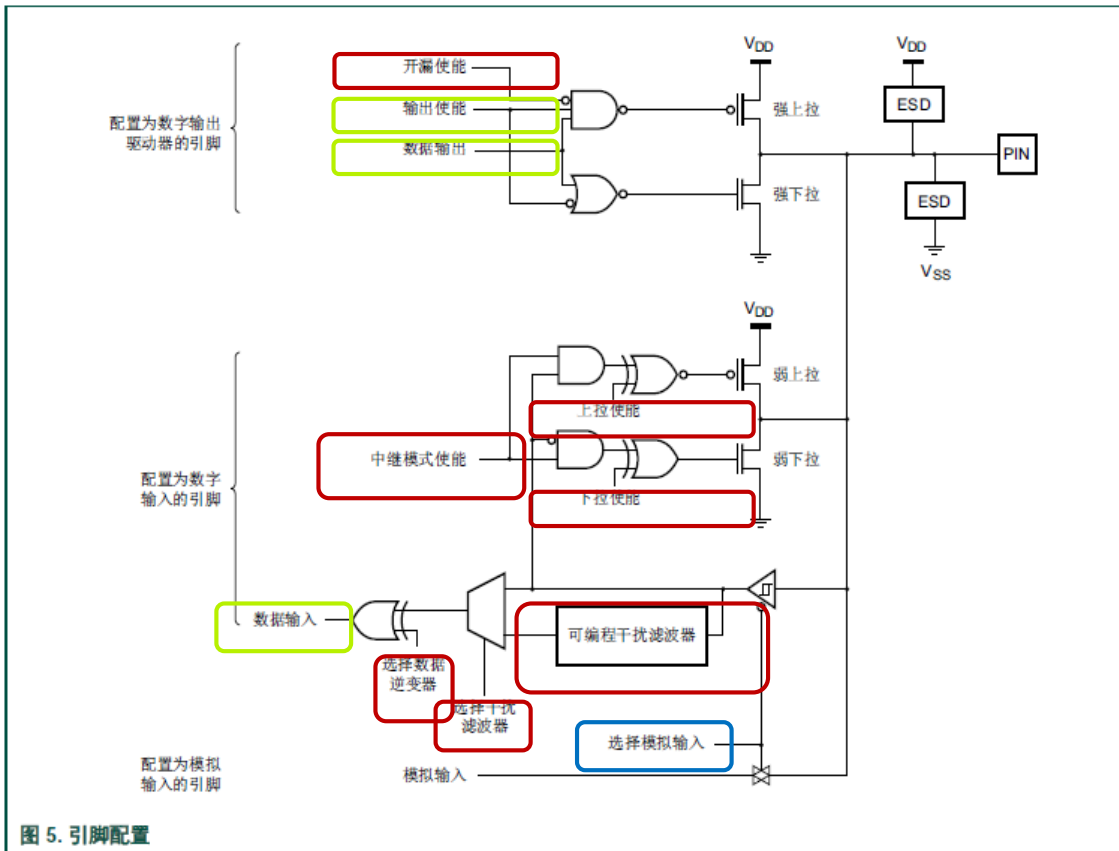 开漏使能
输出使能
数据输出
配置为数字输出
驱动器的引脚
VDD
VDD
强上拉
强下拉
ESD
ESD
PIN
VSS
VDD
弱上拉
上拉使能
中继模式使能
弱下拉
下拉使能
配置为数字
输入的引脚
数据输入
可编程干扰滤波器
选择数据
逆变器
选择干扰
滤波器
选择模拟输入
模拟输入
配置为模拟
输入的引脚
图 5. 引脚配置